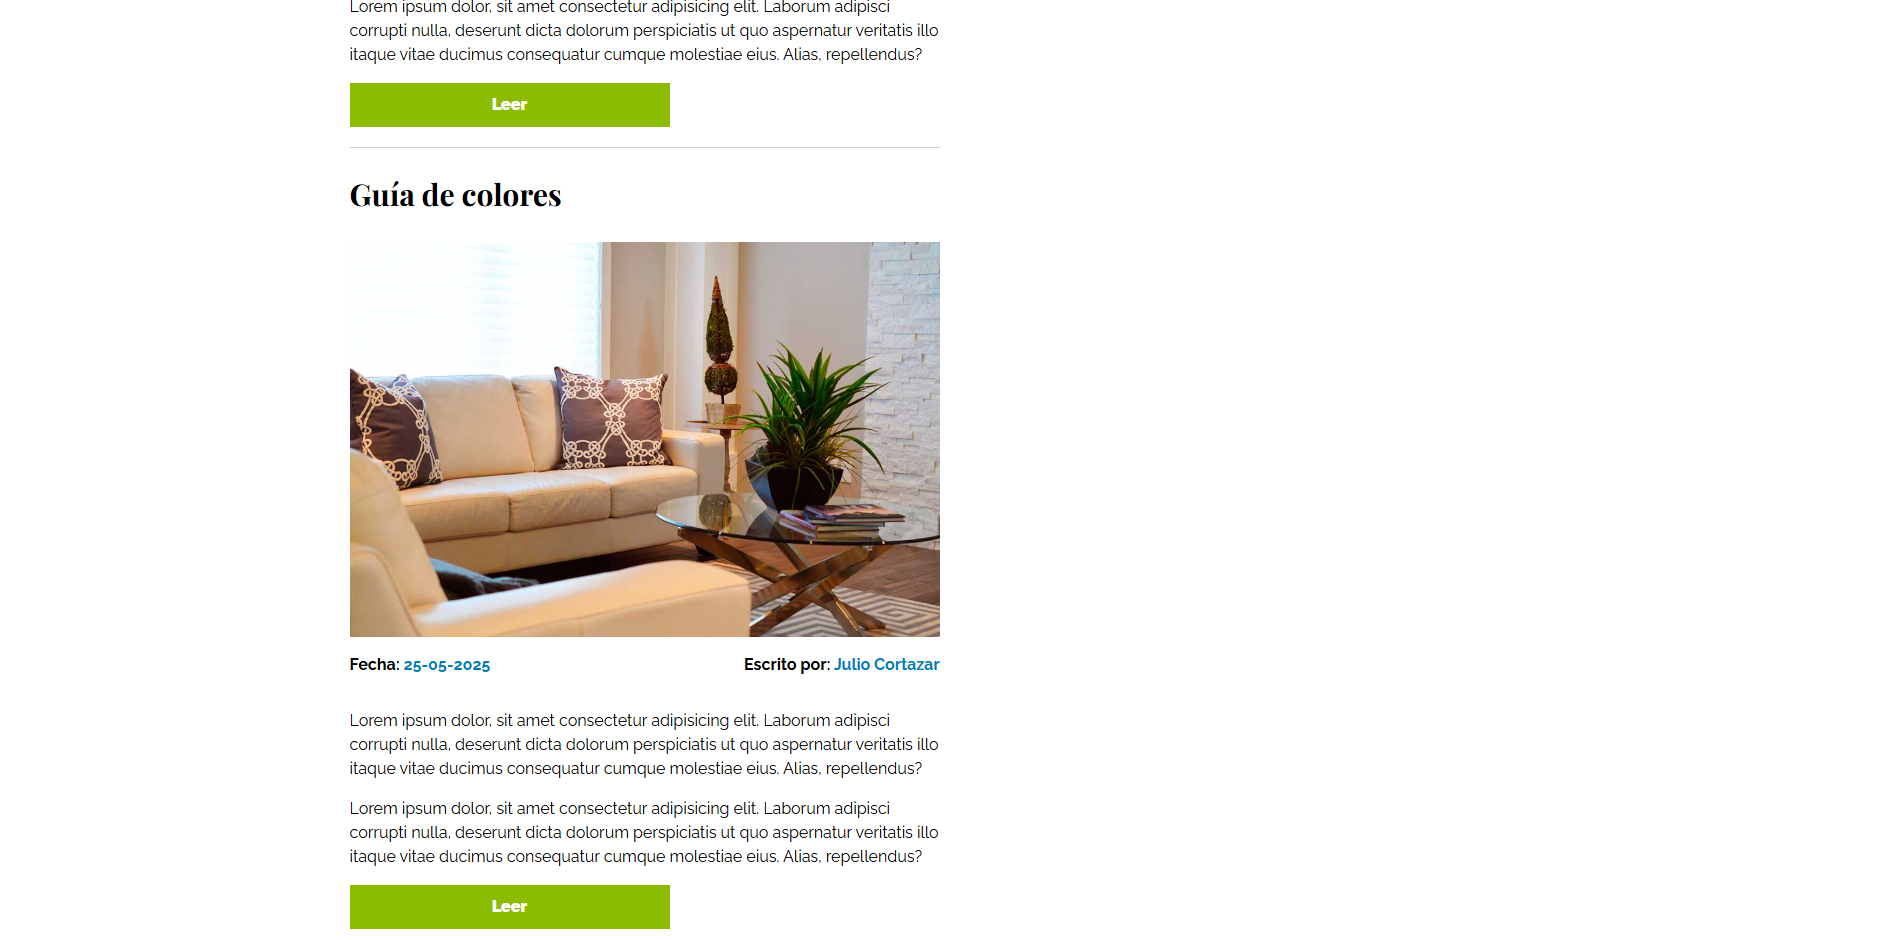 Lorem ipsum dolor, sit amet consectetur adipisicing elit. Laborum adipisci
corrupti nulla, deserunt dicta dolorum perspiciatis ut quo aspernatur veritatis illo
itaque vitae ducimus consequatur cumque molestiae eius. Alias, repellendus?
Leer
Guía de colores
Fecha: 25-05-2025
Escrito por: Julio Cortazar
Lorem ipsum dolor, sit amet consectetur adipisicing elit. Laborum adipisci
corrupti nulla, deserunt dicta dolorum perspiciatis ut quo aspernatur veritatis illo
itaque vitae ducimus consequatur cumque molestiae eius. Alias, repellendus?
Lorem ipsum dolor, sit amet consectetur adipisicing elit. Laborum adipisci
corrupti nulla, deserunt dicta dolorum perspiciatis ut quo aspernatur veritatis illo
itaque vitae ducimus consequatur cumque molestiae eius. Alias, repellendus?
Leer